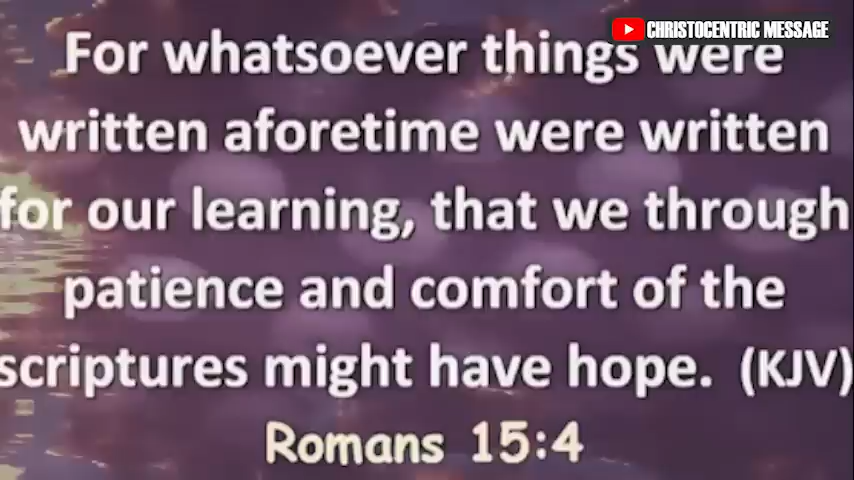 CHRISTOCENTRIC MESSAGE
For whatsoever things were
written aforetime were written
for our learning, that we through
patience and comfort of the
scriptures might have hope. (KJV)
Romans 15:4